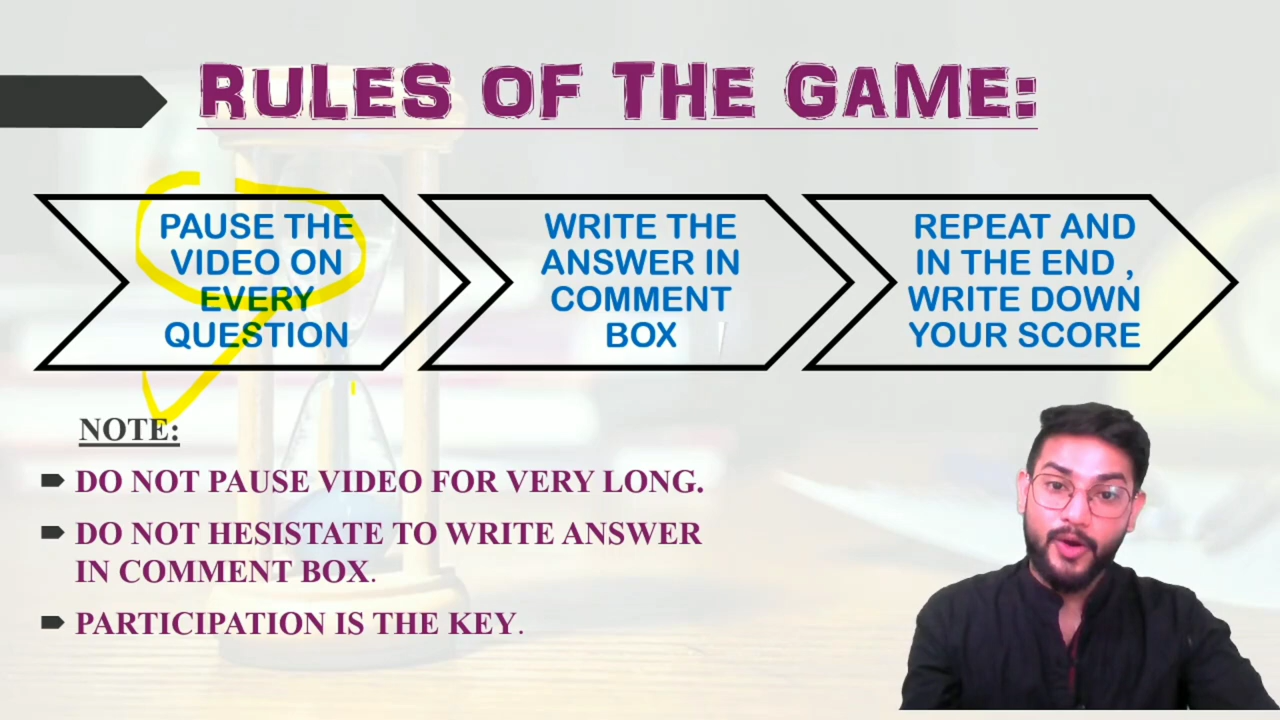 RULES OF THE GAME:
PAUSE THE
VIDEO ON
EVERY
QUESTION
WRITE THE
ANSWER IN
COMMENT
BOX
REPEAT AND
IN THE END ,
WRITE DOWN
YOUR SCORE
NOTE:
DO NOT PAUSE VIDEO FOR VERY LONG.
DO NOT HESISTATE TO WRITE ANSWER
IN COMMENT BOX.
PARTICIPATION IS THE KEY.